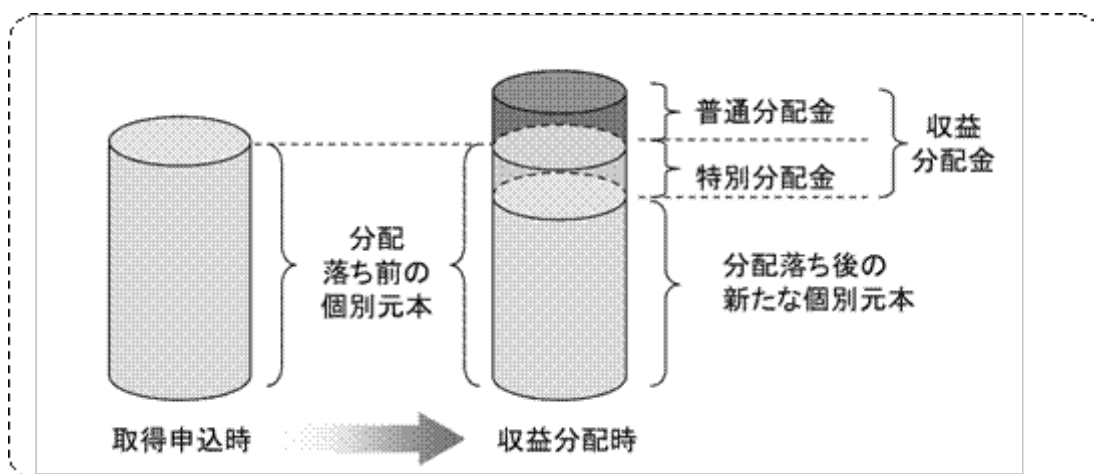 普通分配金
収益
分配金
特別分配金
分配
落ち前の
個別元本
分配落ち後の
新たな個別元本
取得申込時
収益分配時